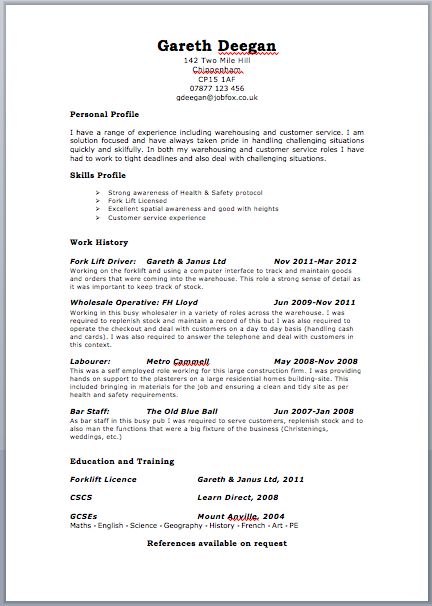 Gareth Deegan
142 Two Mile Hill
Chippenham
CP15 1AF
07877 123 456
gdeegan@jobfox.co.uk
Personal Profile
I have a range of experience including warehousing and customer service. I am
solution focused and have always taken pride in handling challenging situations
quickly and skilfully. In both my warehousing and customer service roles I have
had to work to tight deadlines and also deal with challenging situations.
Skills Profile
➢ Strong awareness of Health & Safety protocol
➢ Fork Lift Licensed
➢ Excellent spatial awareness and good with heights
➢ Customer service experience
Work History
Fork Lift Driver: Gareth & Janus Ltd Nov 2011-Mar 2012
Working on the forklift and using a computer interface to track and maintain goods
and orders that were coming into the warehouse. This role a strong sense of detail as
it was important to keep track of stock.
Wholesale Operative: FH Lloyd Jun 2009-Nov 2011
Working in this busy wholesaler in a variety of roles across the warehouse. I was
required to replenish stock and maintain a record of this but I was also required to
operate the checkout and deal with customers on a day to day basis (handling cash
and cards). I was also required to answer the telephone and deal with customers in
this context.
Labourer: Metro Cammell May 2008-Nov 2008
This was a self employed role working for this large construction firm. I was providing
hands on support to the plasterers on a large residential homes building-site. This
included bringing in materials for the job and ensuring a clean and tidy site as per
health and safety requirements.
Bar Staff: The Old Blue Ball Jun 2007-Jan 2008
As bar staff in this busy pub I was required to serve customers, replenish stock and to
also man the functions that were a big fixture of the business (Christenings,
weddings, etc.)
Education and Training
Forklift Licence Gareth & Janus Ltd, 2011
CSCS Learn Direct, 2008
GCSEs Mount Anville, 2004
Maths - English - Science - Geography - History - French - Art - PE
References available on request